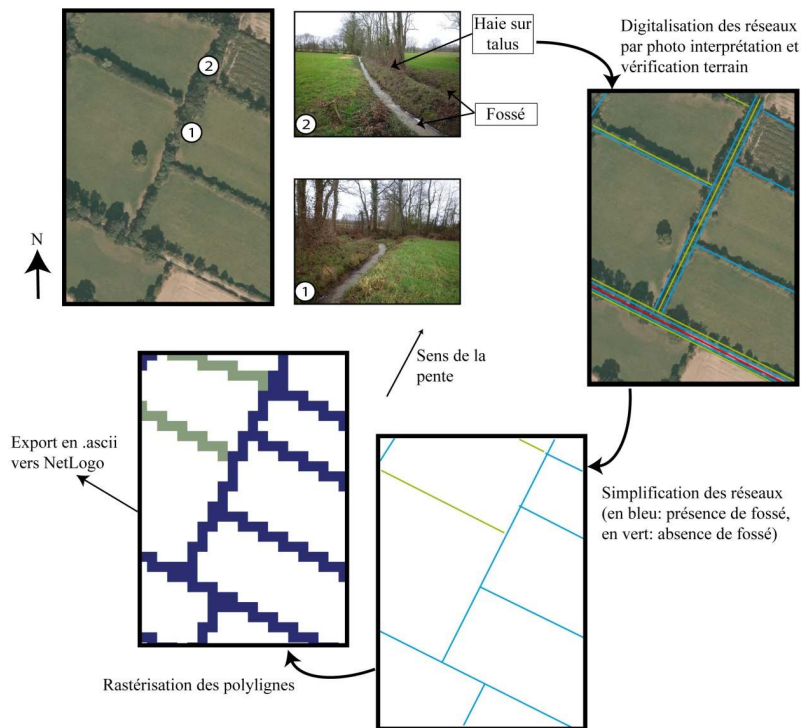 2
1
Haie sur
talus
Fossé
2
Digitalisation des réseaux
par photo interprétation et
vérification terrain
N
1
Sens de la
pente
Export en .ascii
vers NetLogo
Simplification des réseaux
(en bleu: présence de fossé,
en vert: absence de fossé)
Rastérisation des polylignes